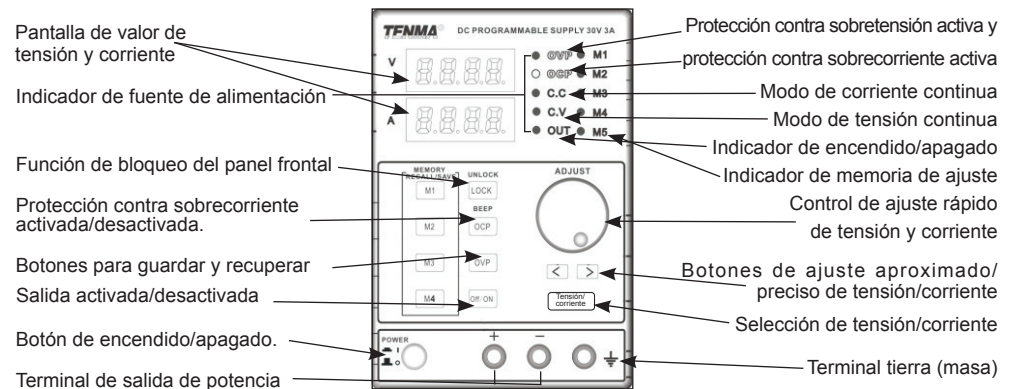 Pantalla de valor de
tensión y corriente
Indicador de fuente de alimentación
Función de bloqueo del panel frontal
Protección contra sobrecorriente
activada/desactivada.
Botones para guardar y recuperar
Salida activada/desactivada
Botón de encendido/apagado.
Terminal de salida de potencia
TENMA® DC PROGRAMMABLE SUPPLY 30V 3A
V
A
OVP M1
OCP M2
C.C M3
C.V M4
OUT M5
MEMORY
RECALL/SAVE
UNLOCK
M1 LOCK
BEEP
M2 OCP
M3 OVP
M4 Off/ON
ADJUST
< >
Tensión/
corriente
POWER
I
O
+ −
Protección contra sobretensión activa y
protección contra sobrecorriente activa
Modo de corriente continua
Modo de tensión continua
Indicador de encendido/apagado
Indicador de memoria de ajuste
Control de ajuste rápido
de tensión y corriente
Botones de ajuste aproximado/
preciso de tensión/corriente
Selección de tensión/corriente
Terminal tierra (masa)